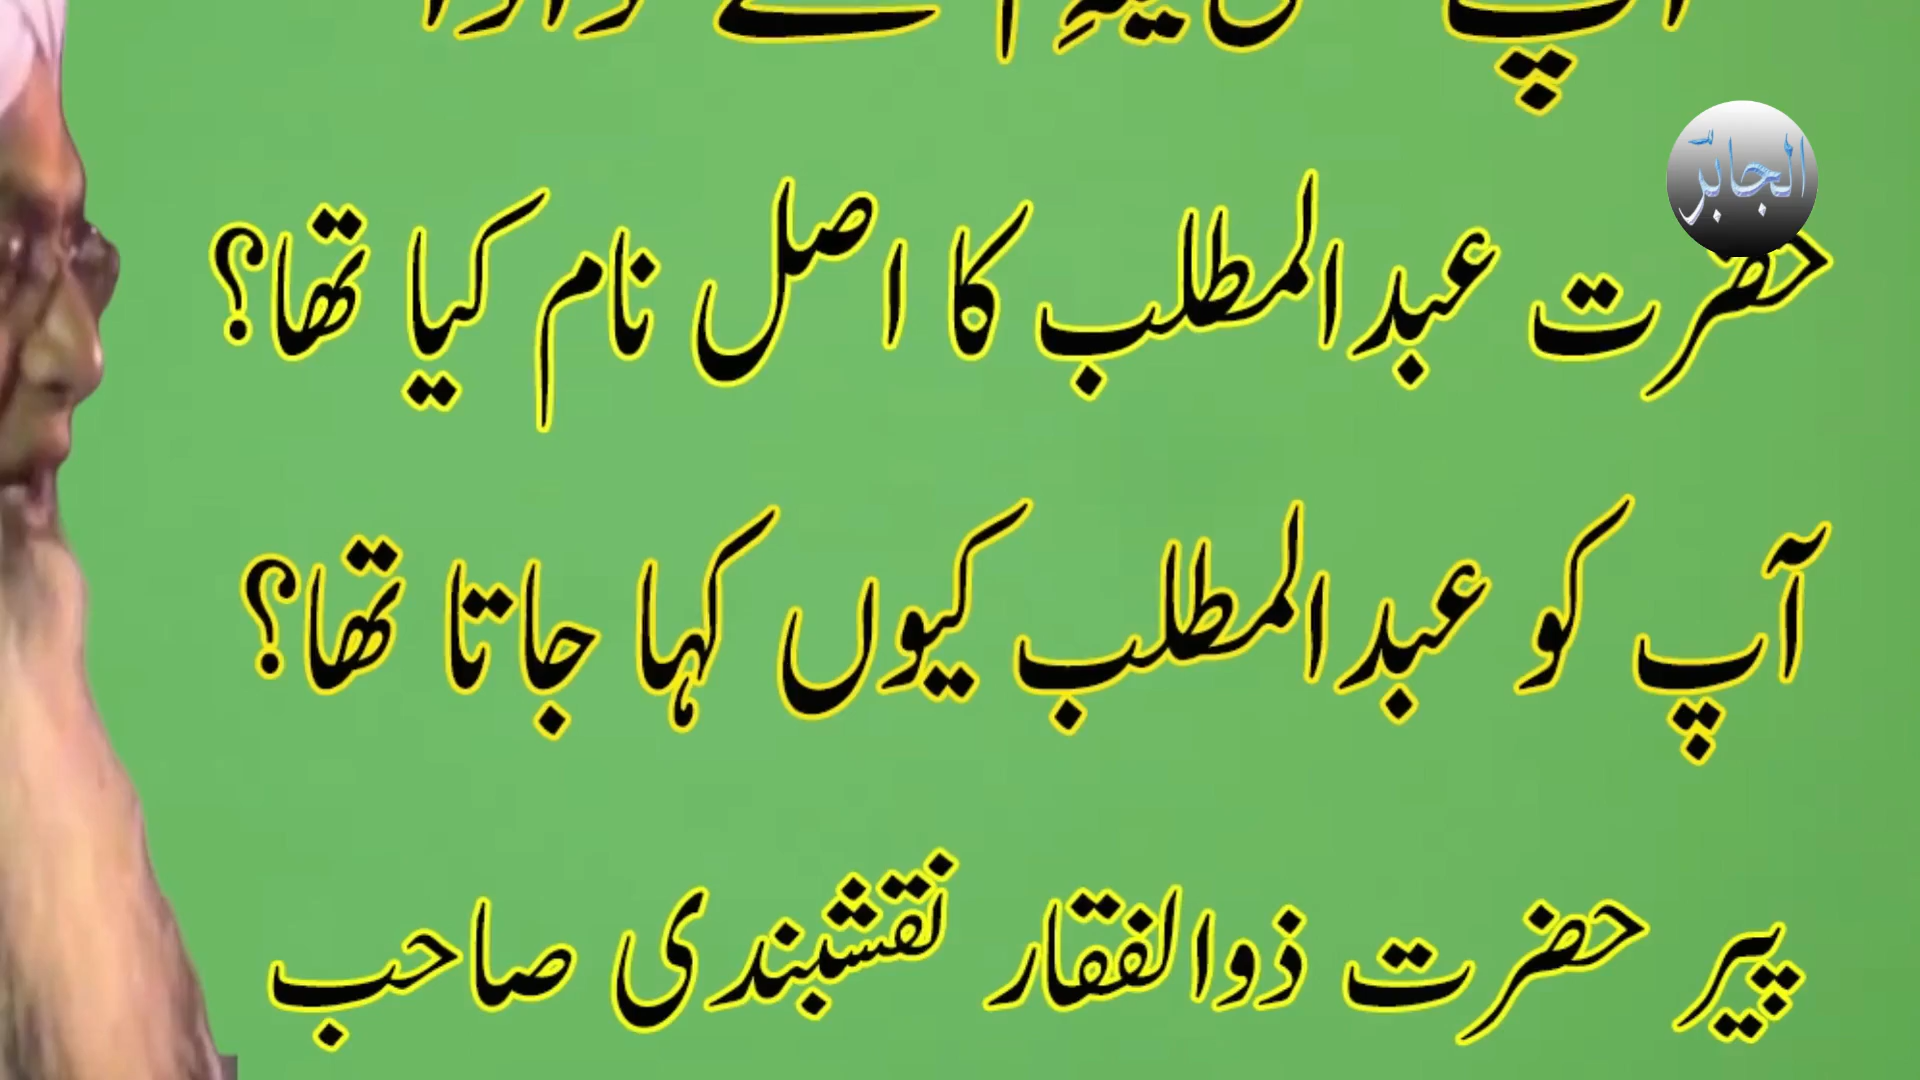 آپ
الجابر
حضرت عبدالمطلب کا اصل نام کیا تھا؟
آپ کو عبدالمطلب کیوں کہا جاتا تھا؟
پیر حضرت ذوالفقار نقشبندی صاحب